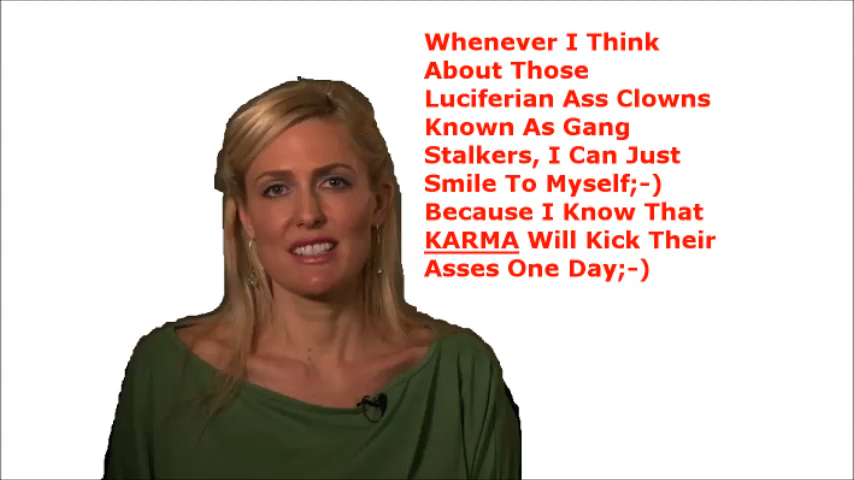 Whenever I Think
About Those
Luciferian Ass Clowns
Known As Gang
Stalkers, I Can Just
Smile To Myself;-)
Because I Know That
KARMA Will Kick Their
Asses One Day;-)